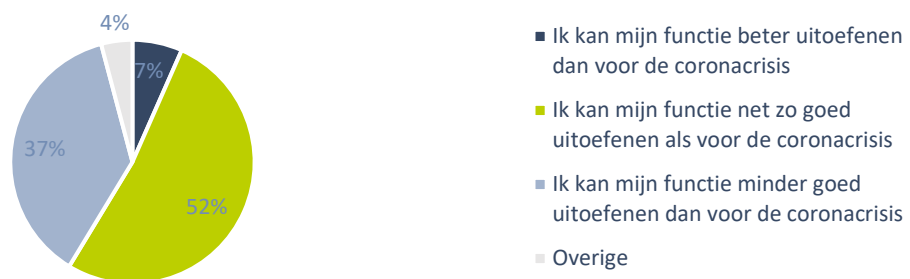 4%
7%
37%
52%
Ik kan mijn functie beter uitoefenen
dan voor de coronacrisis
Ik kan mijn functie net zo goed
uitoefenen als voor de coronacrisis
Ik kan mijn functie minder goed
uitoefenen dan voor de coronacrisis
Overige